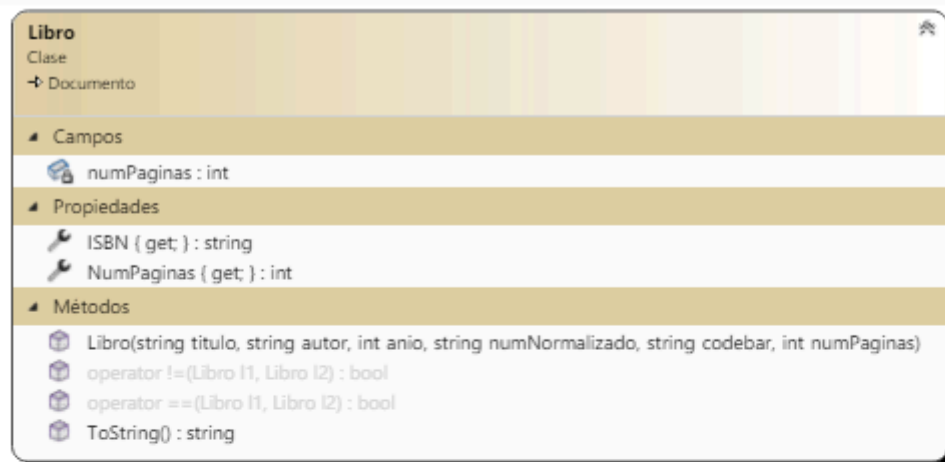 Libro
Clase
Documento
Campos
numPaginas : int
Propiedades
ISBN { get; } : string
NumPaginas { get; } : int
Métodos
Libro(string titulo, string autor, int anio, string numNormalizado, string codebar, int numPaginas)
operator !=(Libro l1, Libro l2) : bool
operator ==(Libro l1, Libro l2) : bool
ToString() : string